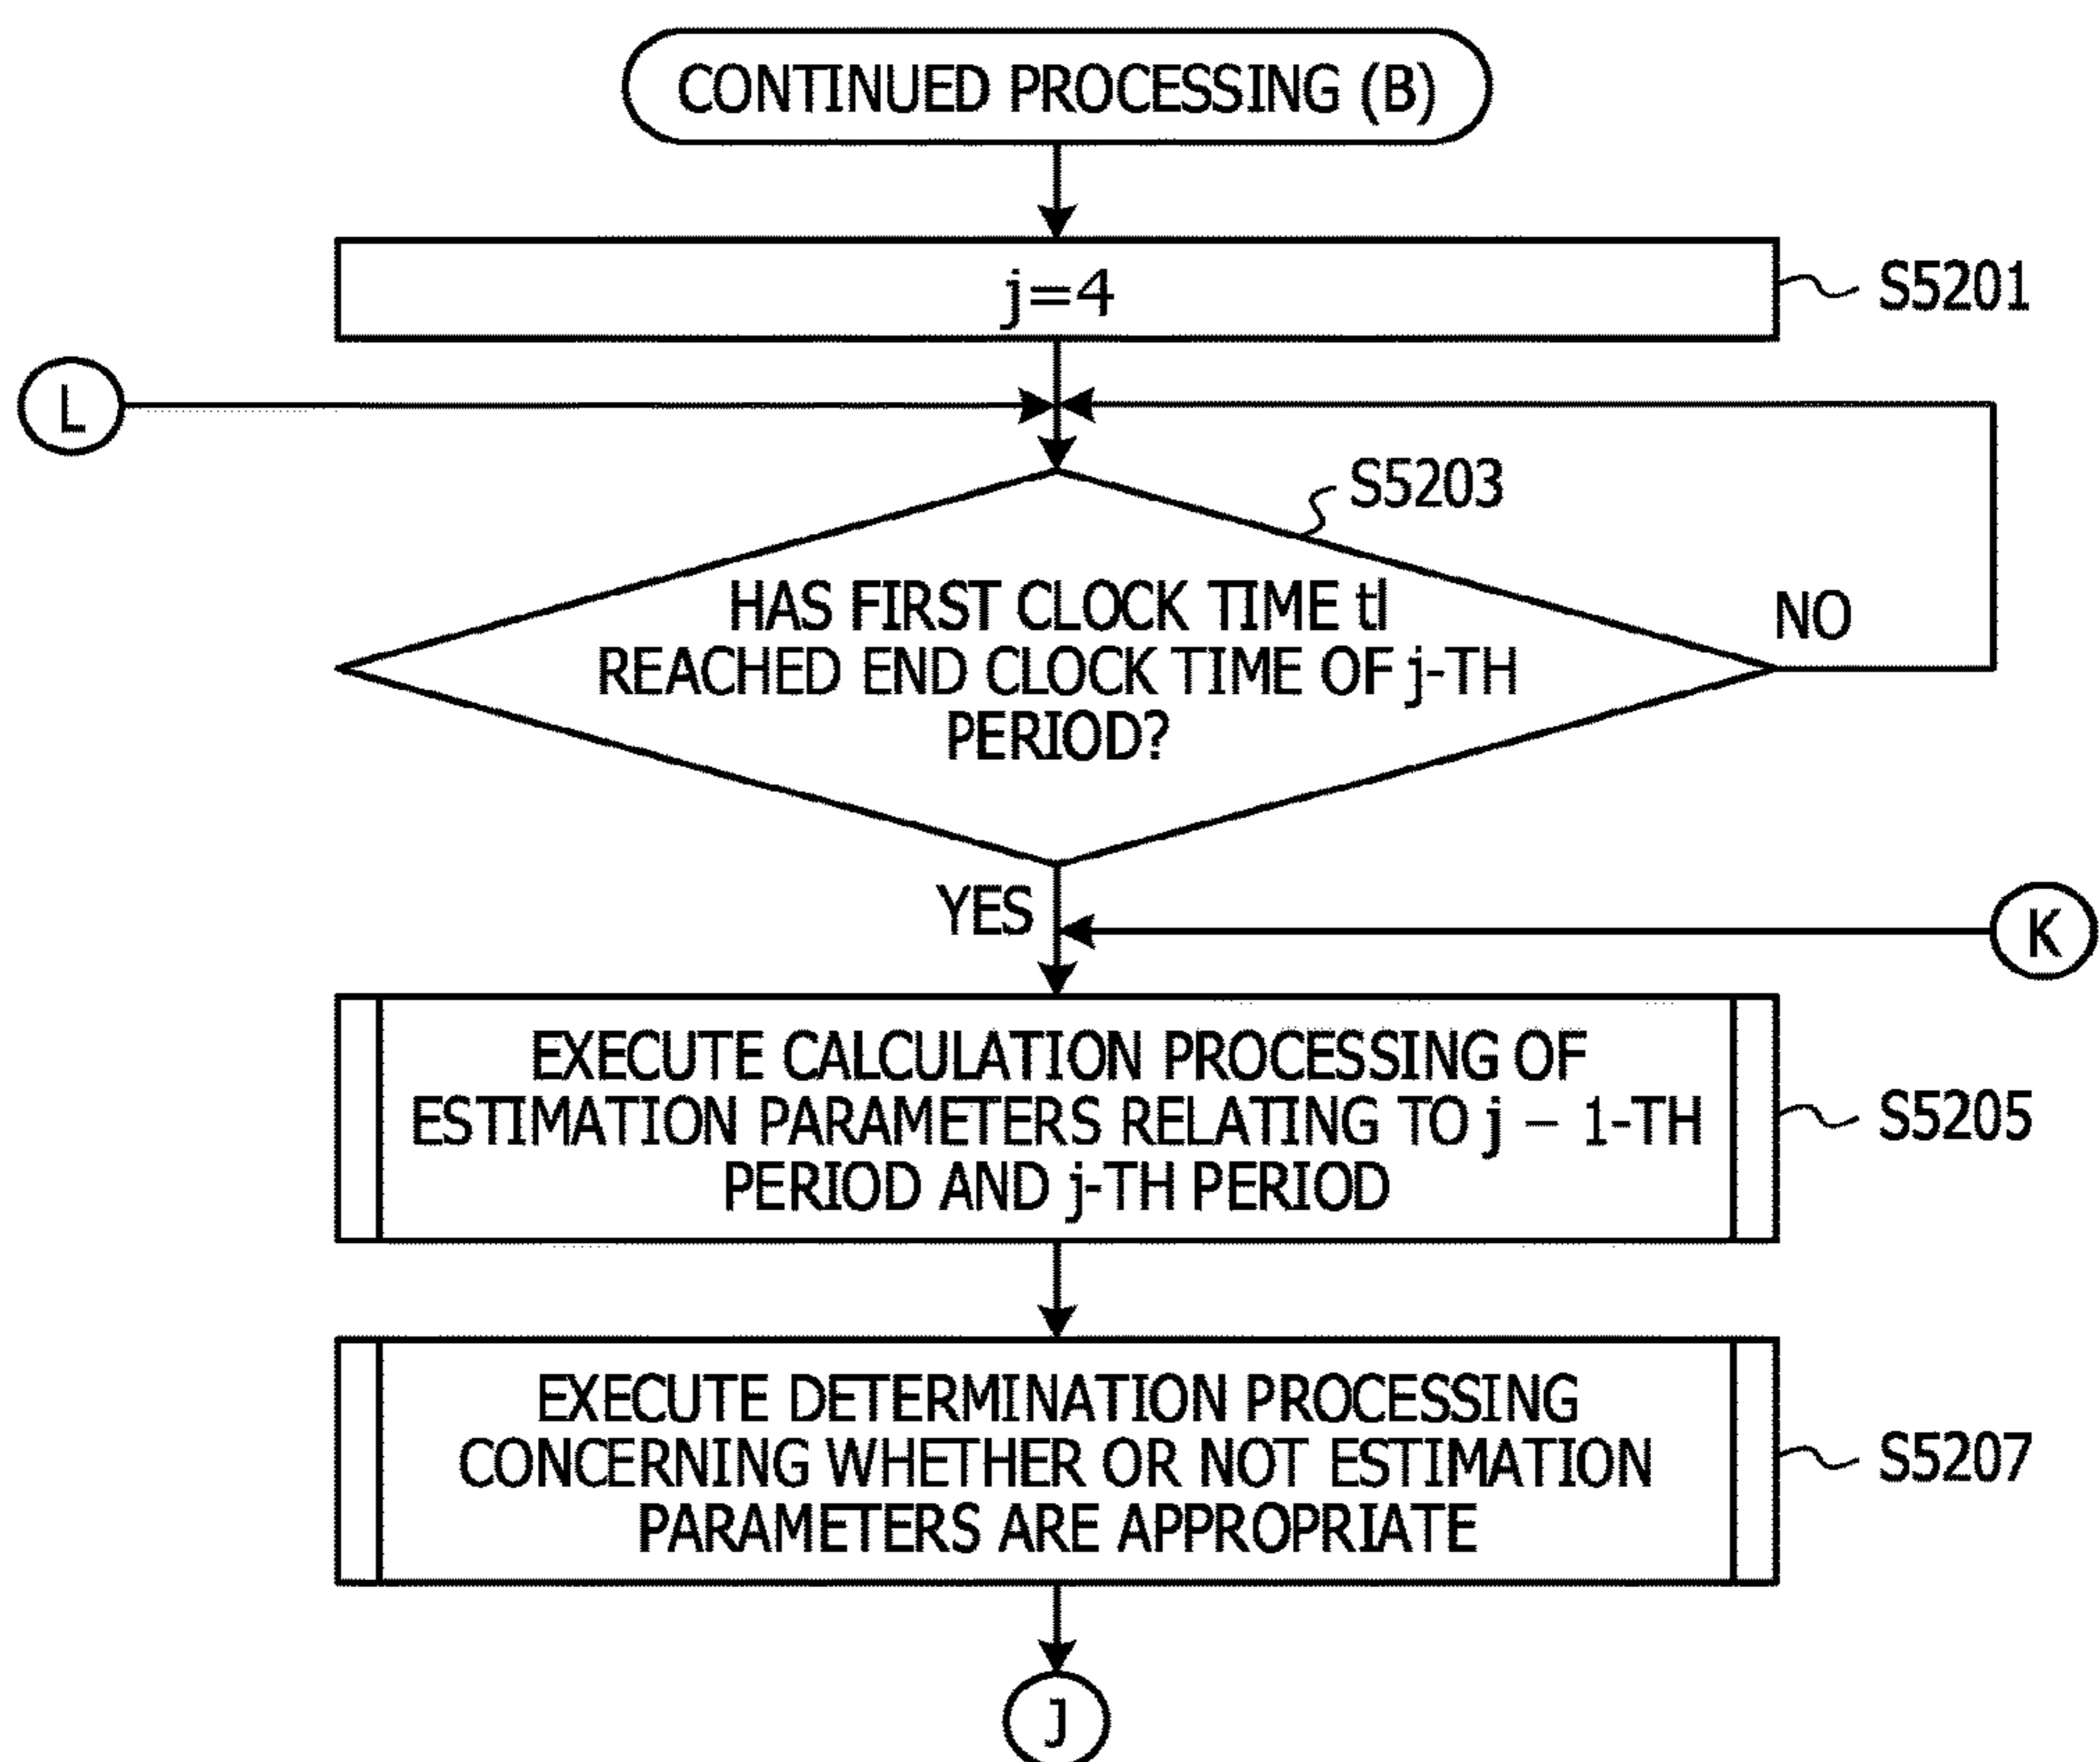 CONTINUED PROCESSING (B)
j=4
S5201
L
S5203
HAS FIRST CLOCK TIME tl
REACHED END CLOCK TIME OF j-TH
PERIOD?
NO
YES
K
EXECUTE CALCULATION PROCESSING OF
ESTIMATION PARAMETERS RELATING TO j – 1-TH
PERIOD AND j-TH PERIOD
S5205
EXECUTE DETERMINATION PROCESSING
CONCERNING WHETHER OR NOT ESTIMATION
PARAMETERS ARE APPROPRIATE
S5207
J